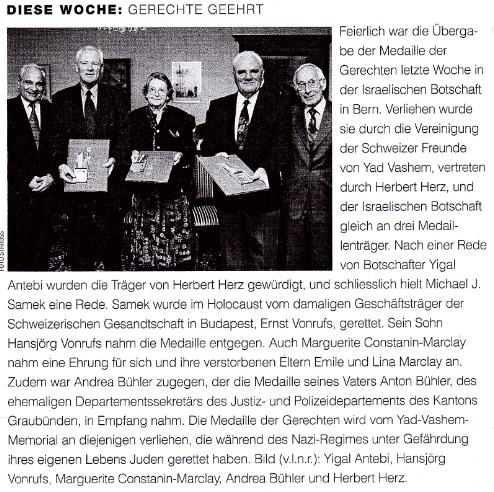 DIESE WOCHE: GERECHTE GEEHRT
Feierlich war die Überga-
be der Medaille der
Gerechten letzte Woche in
der Israelischen Botschaft
in Bern. Verliehen wurde
sie durch die Vereinigung
der Schweizer Freunde
von Yad Vashem, vertreten
durch Herbert Herz, und
der Israelischen Botschaft
gleich an drei Medail-
lenträger. Nach einer Rede
von Botschafter Yigal
Antebi wurden die Träger von Herbert Herz gewürdigt, und schliesslich hielt Michael J.
Samek eine Rede. Samek wurde im Holocaust vom damaligen Geschäftsträger der
Schweizerischen Gesandtschaft in Budapest, Ernst Vonrufs, gerettet. Sein Sohn
Hansjörg Vonrufs nahm die Medaille entgegen. Auch Marguerite Constanin-Marclay
nahm eine Ehrung für sich und ihre verstorbenen Eltern Emile und Lina Marclay an.
Zudem war Andrea Bühler zugegen, der die Medaille seines Vaters Anton Bühler, des
ehemaligen Departementssekretärs des Justiz- und Polizeidepartements des Kantons
Graubünden, in Empfang nahm. Die Medaille der Gerechten wird vom Yad-Vashem-
Memorial an diejenigen verliehen, die während des Nazi-Regimes unter Gefährdung
ihres eigenen Lebens Juden gerettet haben. Bild (v.l.n.r.): Yigal Antebi, Hansjörg
Vonrufs, Marguerite Constanin-Marclay, Andrea Bühler und Herbert Herz.